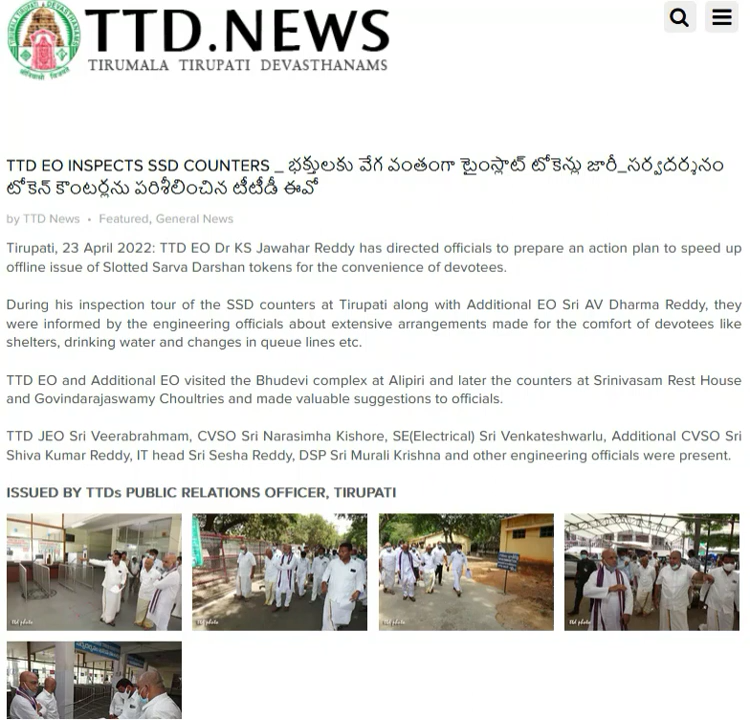 TTD.NEWS
TIRUMALA TIRUPATI DEVASTHANAMS
TTD EO INSPECTS SSD COUNTERS _ భక్తులకు వేగ వంతంగా టైంస్లాట్ టోకెన్లు జారీ_సర్వదర్శనం
టోకెన్ కౌంటర్లను పరిశీలించిన టీటీడీ ఈవో
by TTD News • Featured, General News
Tirupati, 23 April 2022: TTD EO Dr KS Jawahar Reddy has directed officials to prepare an action plan to speed up
offline issue of Slotted Sarva Darshan tokens for the convenience of devotees.
During his inspection tour of the SSD counters at Tirupati along with Additional EO Sri AV Dharma Reddy, they
were informed by the engineering officials about extensive arrangements made for the comfort of devotees like
shelters, drinking water and changes in queue lines etc.
TTD EO and Additional EO visited the Bhudevi complex at Alipiri and later the counters at Srinivasam Rest House
and Govindarajaswamy Choultries and made valuable suggestions to officials.
TTD JEO Sri Veerabrahmam, CVSO Sri Narasimha Kishore, SE(Electrical) Sri Venkateshwarlu, Additional CVSO Sri
Shiva Kumar Reddy, IT head Sri Sesha Reddy, DSP Sri Murali Krishna and other engineering officials were present.
ISSUED BY TTDs PUBLIC RELATIONS OFFICER, TIRUPATI
ttd photo
ttd photo
ttd photo
ttd photo